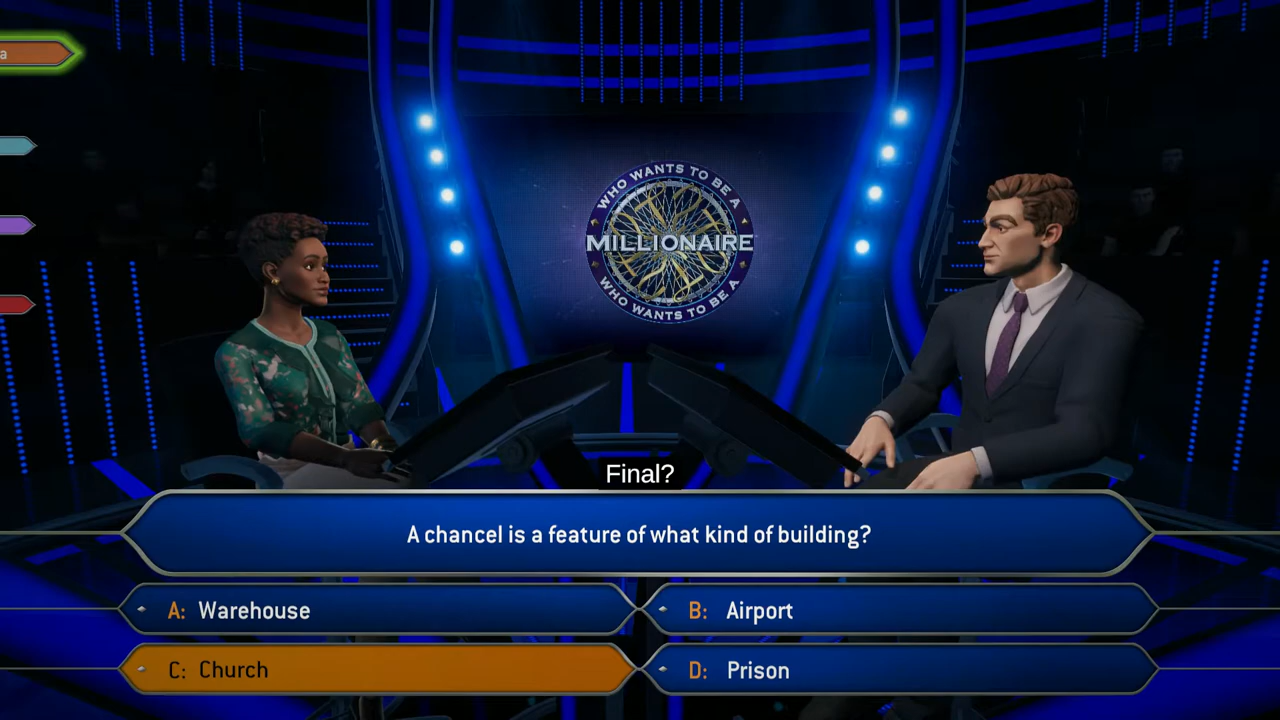 a
WHO WANTS TO BE A
MILLIONAIRE
WHO WANTS TO BE A
Final?
A chancel is a feature of what kind of building?
A: Warehouse
B: Airport
C: Church
D: Prison